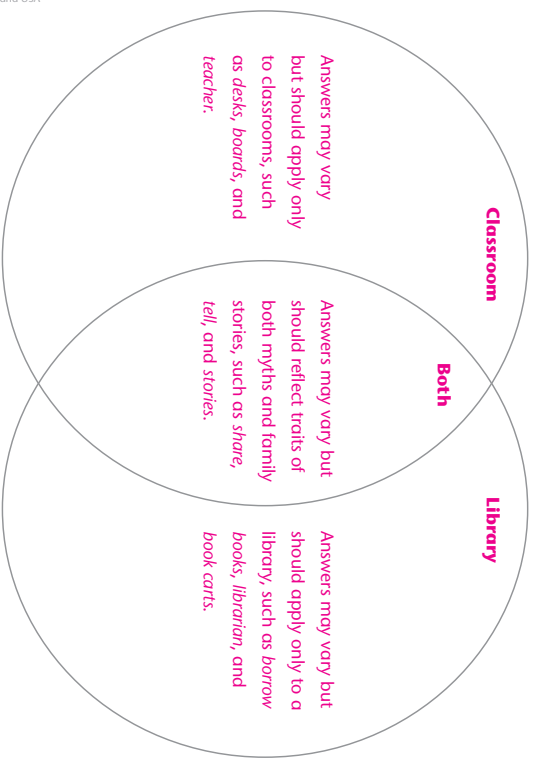 Classroom
Answers may vary
but should apply only
to classrooms, such
as desks, boards, and
teacher.
Both
Answers may vary but
should reflect traits of
both myths and family
stories, such as share,
tell, and stories.
Library
Answers may vary but
should apply only to a
library, such as borrow
books, librarian, and
book carts.